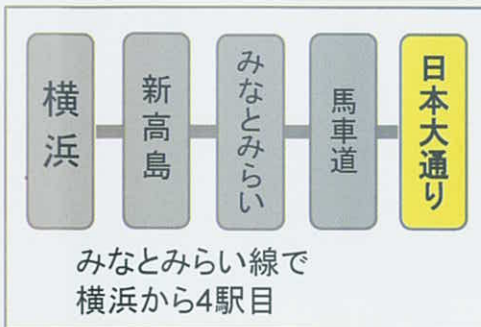 横浜
新高島
みなとみらい
馬車道
日本大通り
みなとみらい線で
横浜から4駅目